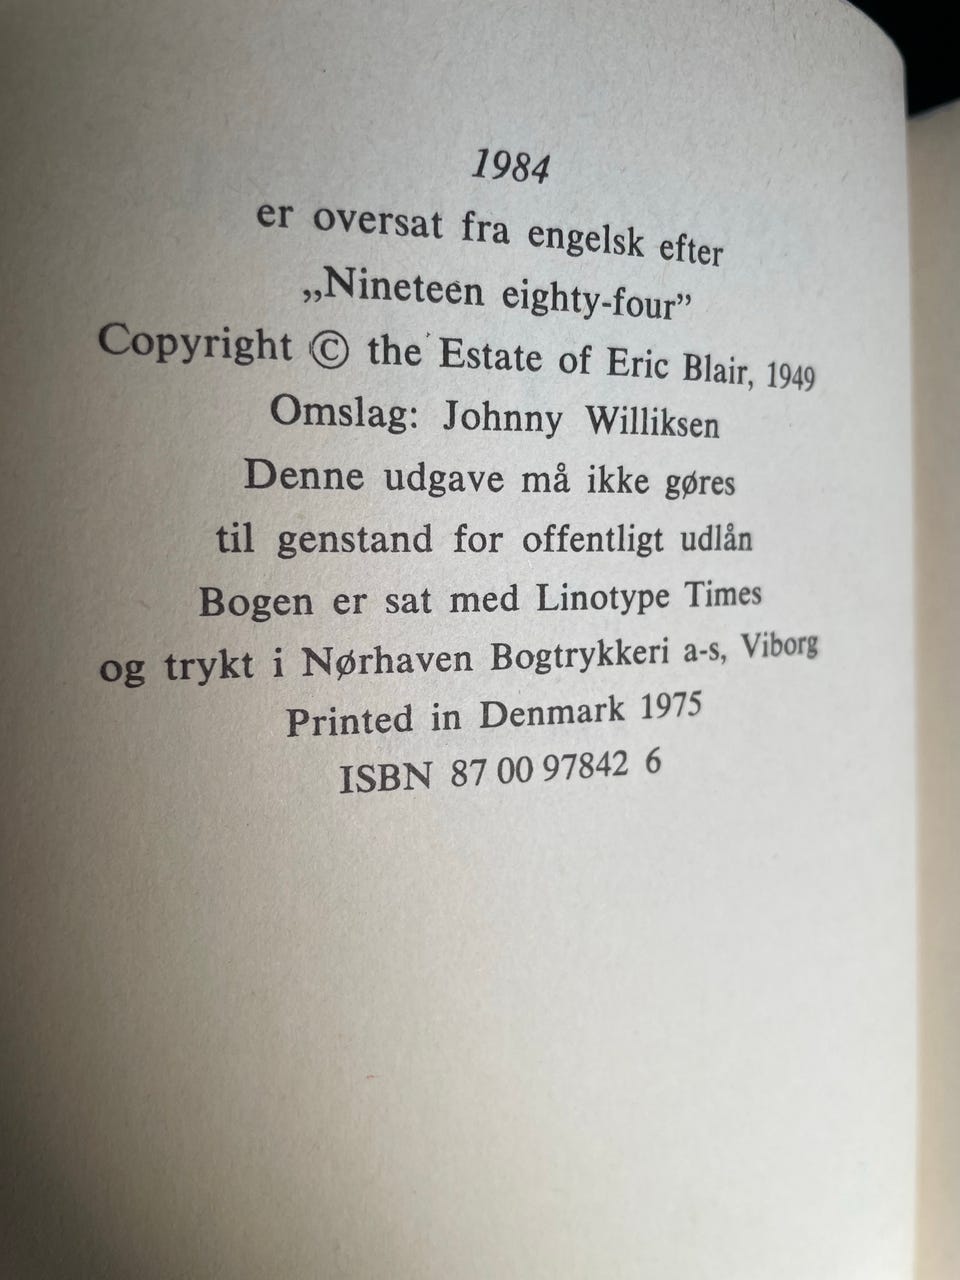 1984
er oversat fra engelsk efter
„Nineteen eighty-four”
Copyright © the Estate of Eric Blair, 1949
Omslag: Johnny Williksen
Denne udgave må ikke gøres
til genstand for offentligt udlån
Bogen er sat med Linotype Times
og trykt i Nørhaven Bogtrykkeri a-s, Viborg
Printed in Denmark 1975
ISBN 87 00 97842 6